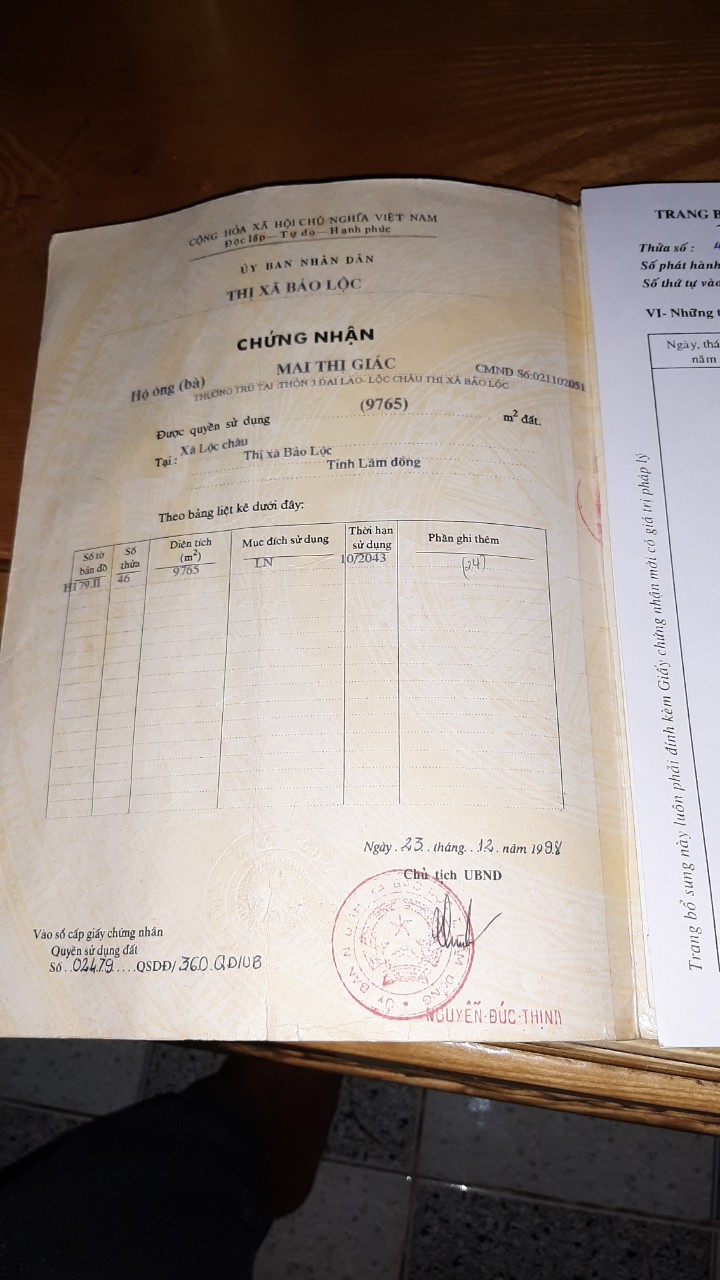 CỘNG HÒA XÃ HỘI CHỦ NGHĨA VIỆT NAM
Độc lập — Tự do — Hạnh phúc
ỦY BAN NHÂN DÂN
THỊ XÃ BẢO LỘC
CHỨNG NHẬN
Hộ ông (bà) MAI THỊ GIÁC CMND Số:021102051
THƯỜNG TRÚ TẠI :THÔN 3 ĐẠI LÀO- LỘC CHÂU THỊ XÃ BẢO LỘC
Được quyền sử dụng (9765) m² đất.
Tại : Xã Lộc châu Thị xã Bảo Lộc
Tỉnh Lâm đồng
Theo bảng liệt kê dưới đây:
Số tờ bản đồ Số thửa Diện tích (m²) Mục đích sử dụng Thời hạn sử dụng Phần ghi thêm
H179.II 46 9765 LN 10/2043 (24)
Ngày . 23 . tháng . . 12 . năm 1998
Chủ tịch UBND
NGUYỄN-ĐỨC-THỊNH
Vào sổ cấp giấy chứng nhận
Quyền sử dụng đất
Số . . 02479 . . . . QSDĐ/ 360.QĐ/UB
TRANG B
Thửa số :
Số phát hành
Số thứ tự vào
VI- Những
Ngày, thá
năm
Trang bổ sung này luôn phải đính kèm Giấy chứng nhận mới có giá trị pháp lý